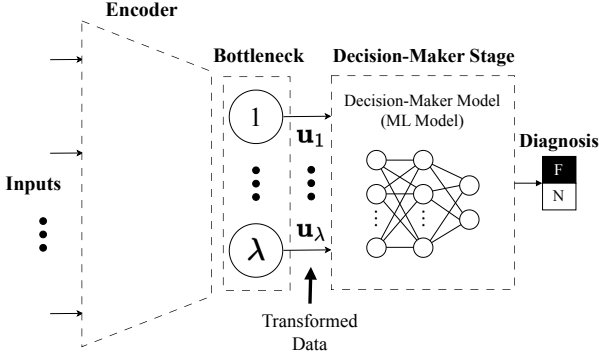 Encoder
Bottleneck
Decision-Maker Stage
Decision-Maker Model
(ML Model)
1
u1
Diagnosis
F
N
Inputs
λ
uλ
Transformed
Data